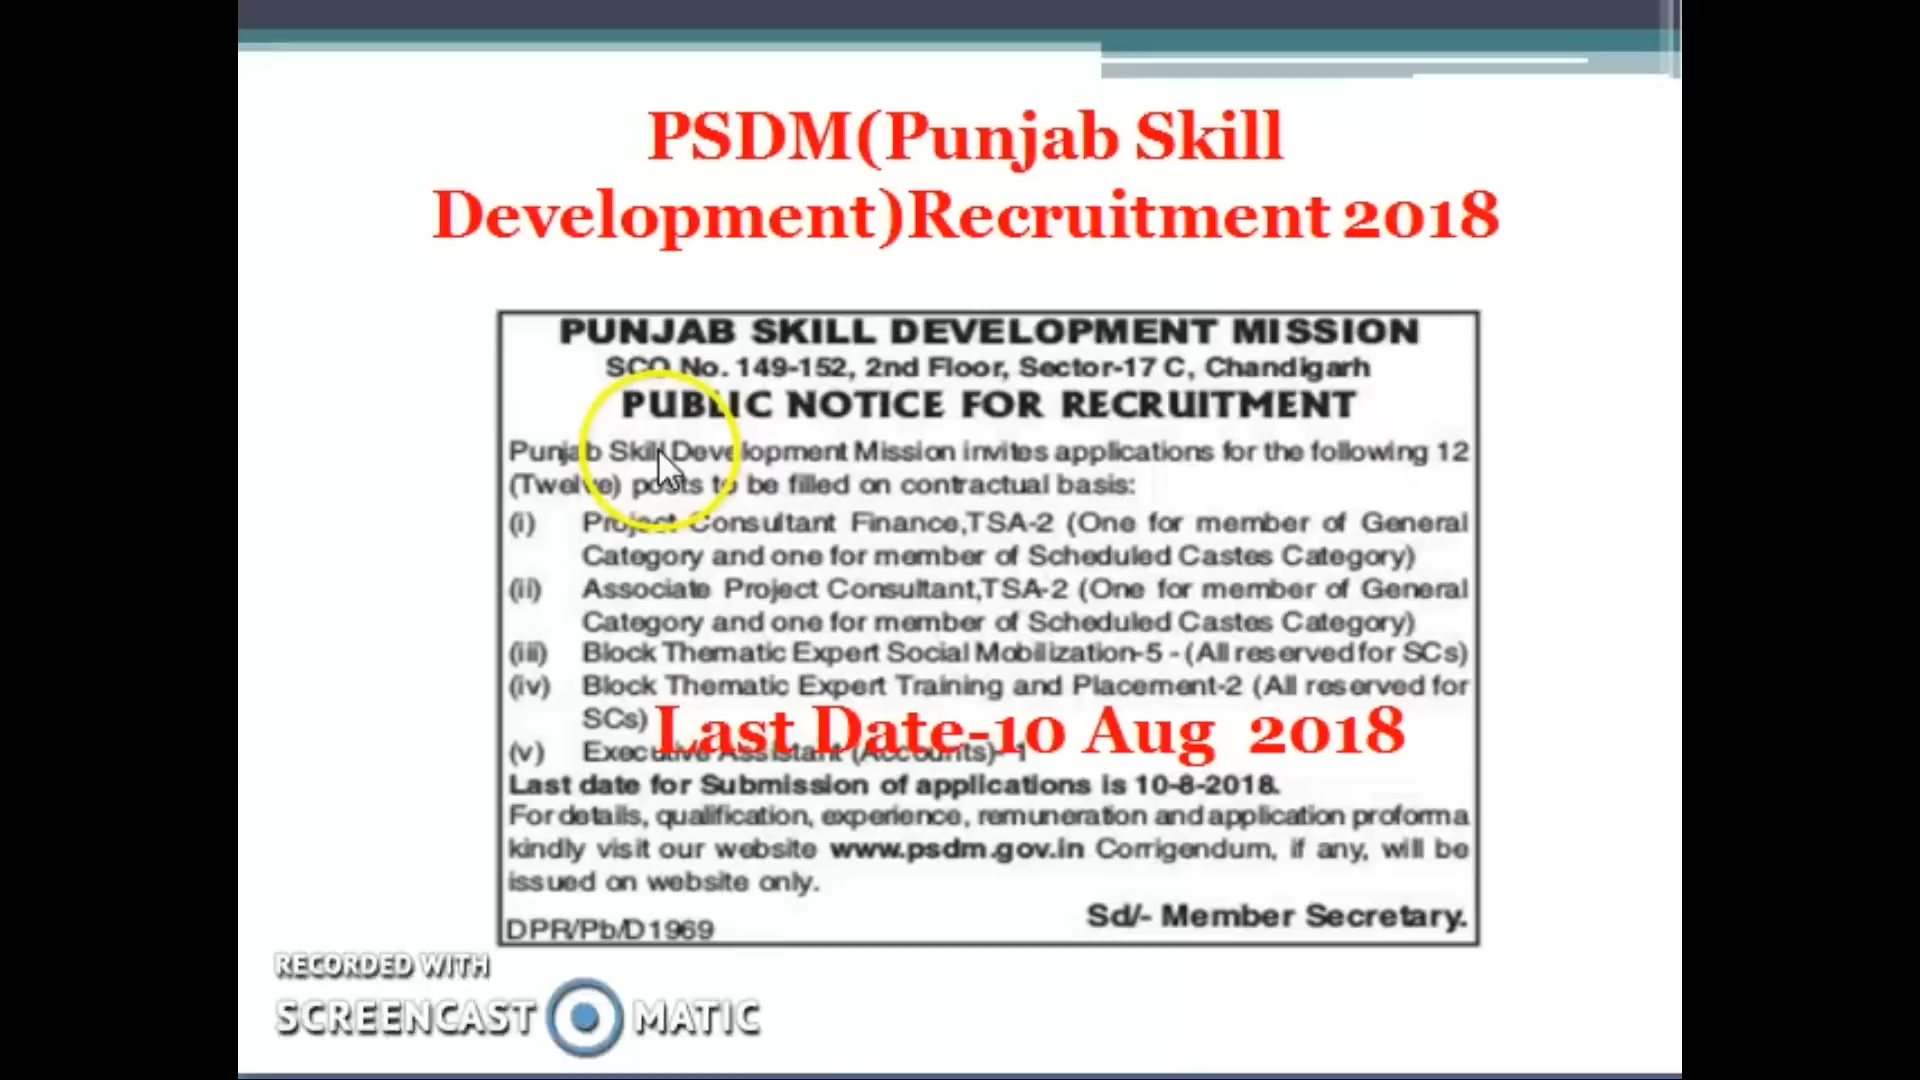 PSDM(Punjab Skill
Development)Recruitment 2018
PUNJAB SKILL DEVELOPMENT MISSION
SCO No. 149-152, 2nd Floor, Sector-17 C, Chandigarh
PUBLIC NOTICE FOR RECRUITMENT
Punjab Skill Development Mission invites applications for the following 12
(Twelve) posts to be filled on contractual basis:
(i) Project Consultant Finance,TSA-2 (One for member of General
Category and one for member of Scheduled Castes Category)
(ii) Associate Project Consultant,TSA-2 (One for member of General
Category and one for member of Scheduled Castes Category)
(iii) Block Thematic Expert Social Mobilization-5 - (All reserved for SCs)
(iv) Block Thematic Expert Training and Placement-2 (All reserved for
SCs)
Last Date-10 Aug 2018
(v) Executive Assistant (Accounts)- 1
Last date for Submission of applications is 10-8-2018.
For details, qualification, experience, remuneration and application proforma
kindly visit our website www.psdm.gov.in Corrigendum, if any, will be
issued on website only.
Sd/- Member Secretary.
DPR/Pb/D1969
RECORDED WITH
SCREENCAST MATIC